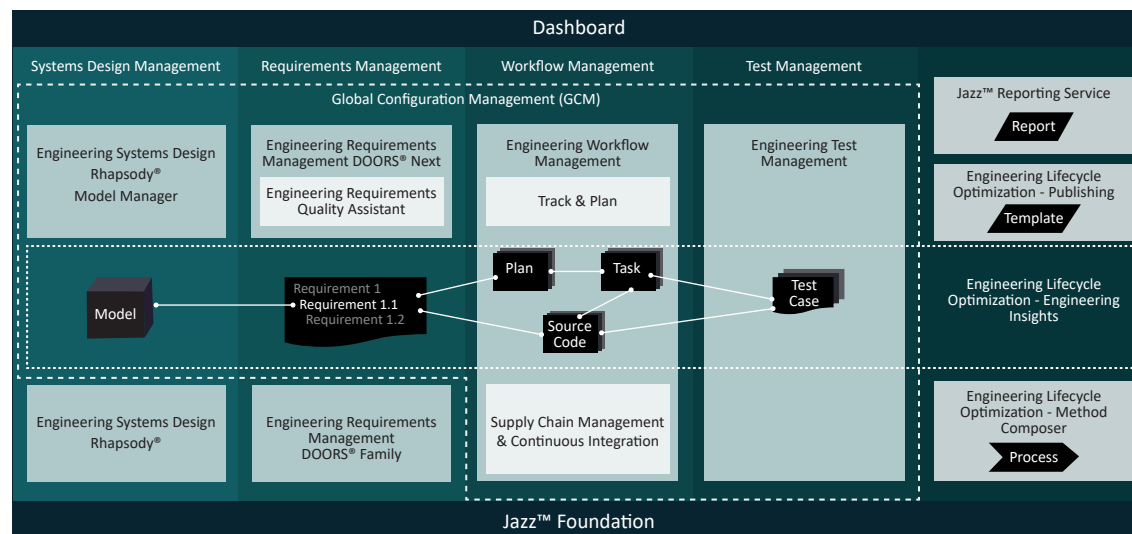 Dashboard
Systems Design Management
Requirements Management
Workflow Management
Test Management
Global Configuration Management (GCM)
Engineering Systems Design
Rhapsody®
Model Manager
Engineering Requirements
Management DOORS® Next
Engineering Requirements
Quality Assistant
Engineering Workflow
Management
Track & Plan
Engineering Test
Management
Jazz™ Reporting Service
Report
Engineering Lifecycle
Optimization - Publishing
Template
Model
Requirement 1
Requirement 1.1
Requirement 1.2
Plan
Task
Source
Code
Test
Case
Engineering Lifecycle
Optimization - Engineering
Insights
Engineering Systems Design
Rhapsody®
Engineering Requirements
Management
DOORS® Family
Supply Chain Management
& Continuous Integration
Engineering Lifecycle
Optimization - Method
Composer
Process
Jazz™ Foundation